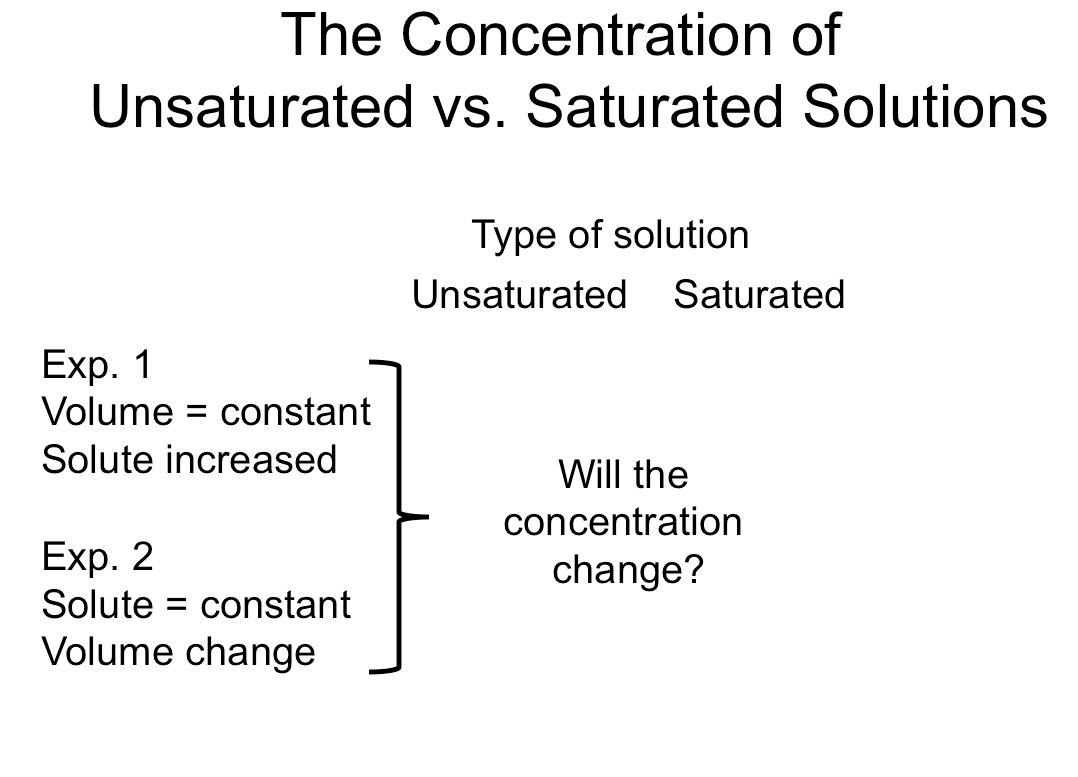 The Concentration of
Unsaturated vs. Saturated Solutions
Type of solution
Unsaturated Saturated
Exp. 1
Volume = constant
Solute increased
Exp. 2
Solute = constant
Volume change
Will the
concentration
change?